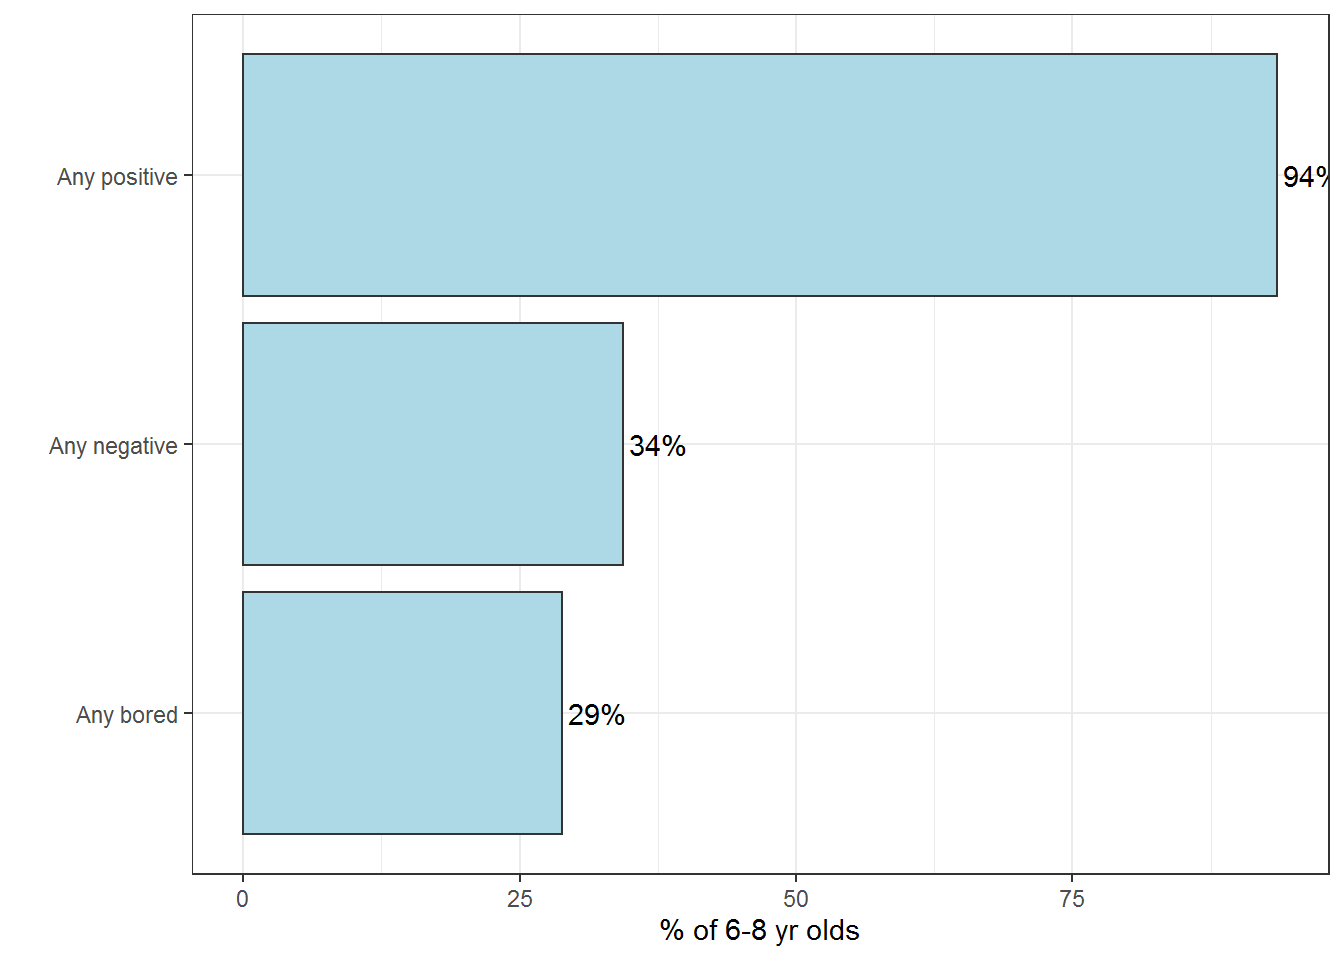 Any positive
94%
Any negative
34%
Any bored
29%
0 25 50 75
% of 6-8 yr olds